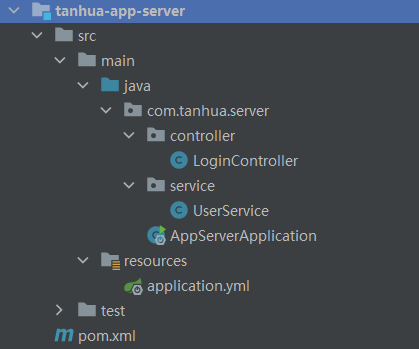 tanhua-app-server
src
main
java
com.tanhua.server
controller
LoginController
service
UserService
AppServerApplication
resources
application.yml
test
pom.xml